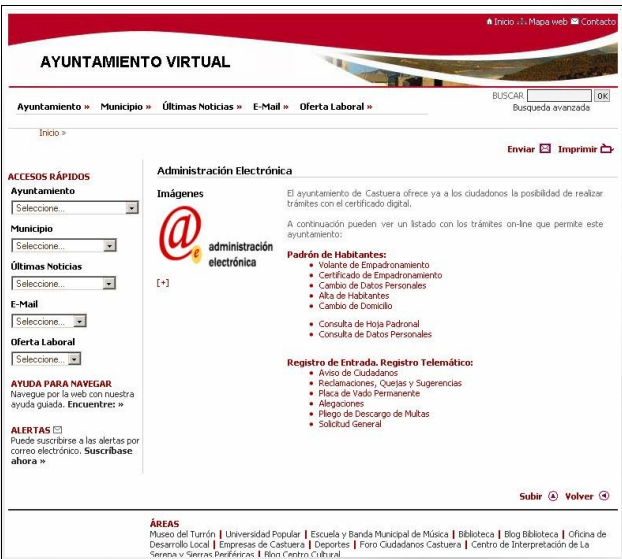 Inicio Mapa web Contacto
AYUNTAMIENTO VIRTUAL
Ayuntamiento » Municipio » Últimas Noticias » E-Mail » Oferta Laboral »
BUSCAR OK
Busqueda avanzada
Inicio »
Enviar Imprimir
ACCESOS RÁPIDOS
Ayuntamiento
Seleccione...
Municipio
Seleccione...
Últimas Noticias
Seleccione...
E-Mail
Seleccione...
Oferta Laboral
Seleccione...
AYUDA PARA NAVEGAR
Navegue por la web con nuestra
ayuda guiada. Encuentre: »
ALERTAS
Puede suscribirse a las alertas por
correo electrónico. Suscríbase
ahora »
Administración Electrónica
Imágenes
@ e administración
electrónica
[+]
El ayuntamiento de Castuera ofrece ya a los ciudadonos la posibilidad de realizar
trámites con el certificado digital.
A continuación pueden ver un listado con los trámites on-line que permite este
ayuntamiento:
Padrón de Habitantes:
• Volante de Empadronamiento
• Certificado de Empadronamiento
• Cambio de Datos Personales
• Alta de Habitantes
• Cambio de Domicilio
• Consulta de Hoja Padronal
• Consulta de Datos Personales
Registro de Entrada. Registro Telemático:
• Aviso de Ciudadanos
• Reclamaciones, Quejas y Sugerencias
• Placa de Vado Permanente
• Alegaciones
• Pliego de Descargo de Multas
• Solicitud General
Subir Volver
ÁREAS
Museo del Turrón | Universidad Popular | Escuela y Banda Municipal de Música | Biblioteca | Blog Biblioteca | Oficina de
Desarrollo Local | Empresas de Castuera | Deportes | Foro Ciudadanos Castuera | Centro de Interpretación de La
Serena y Sierras Periféricas | Blog Centro Cultural